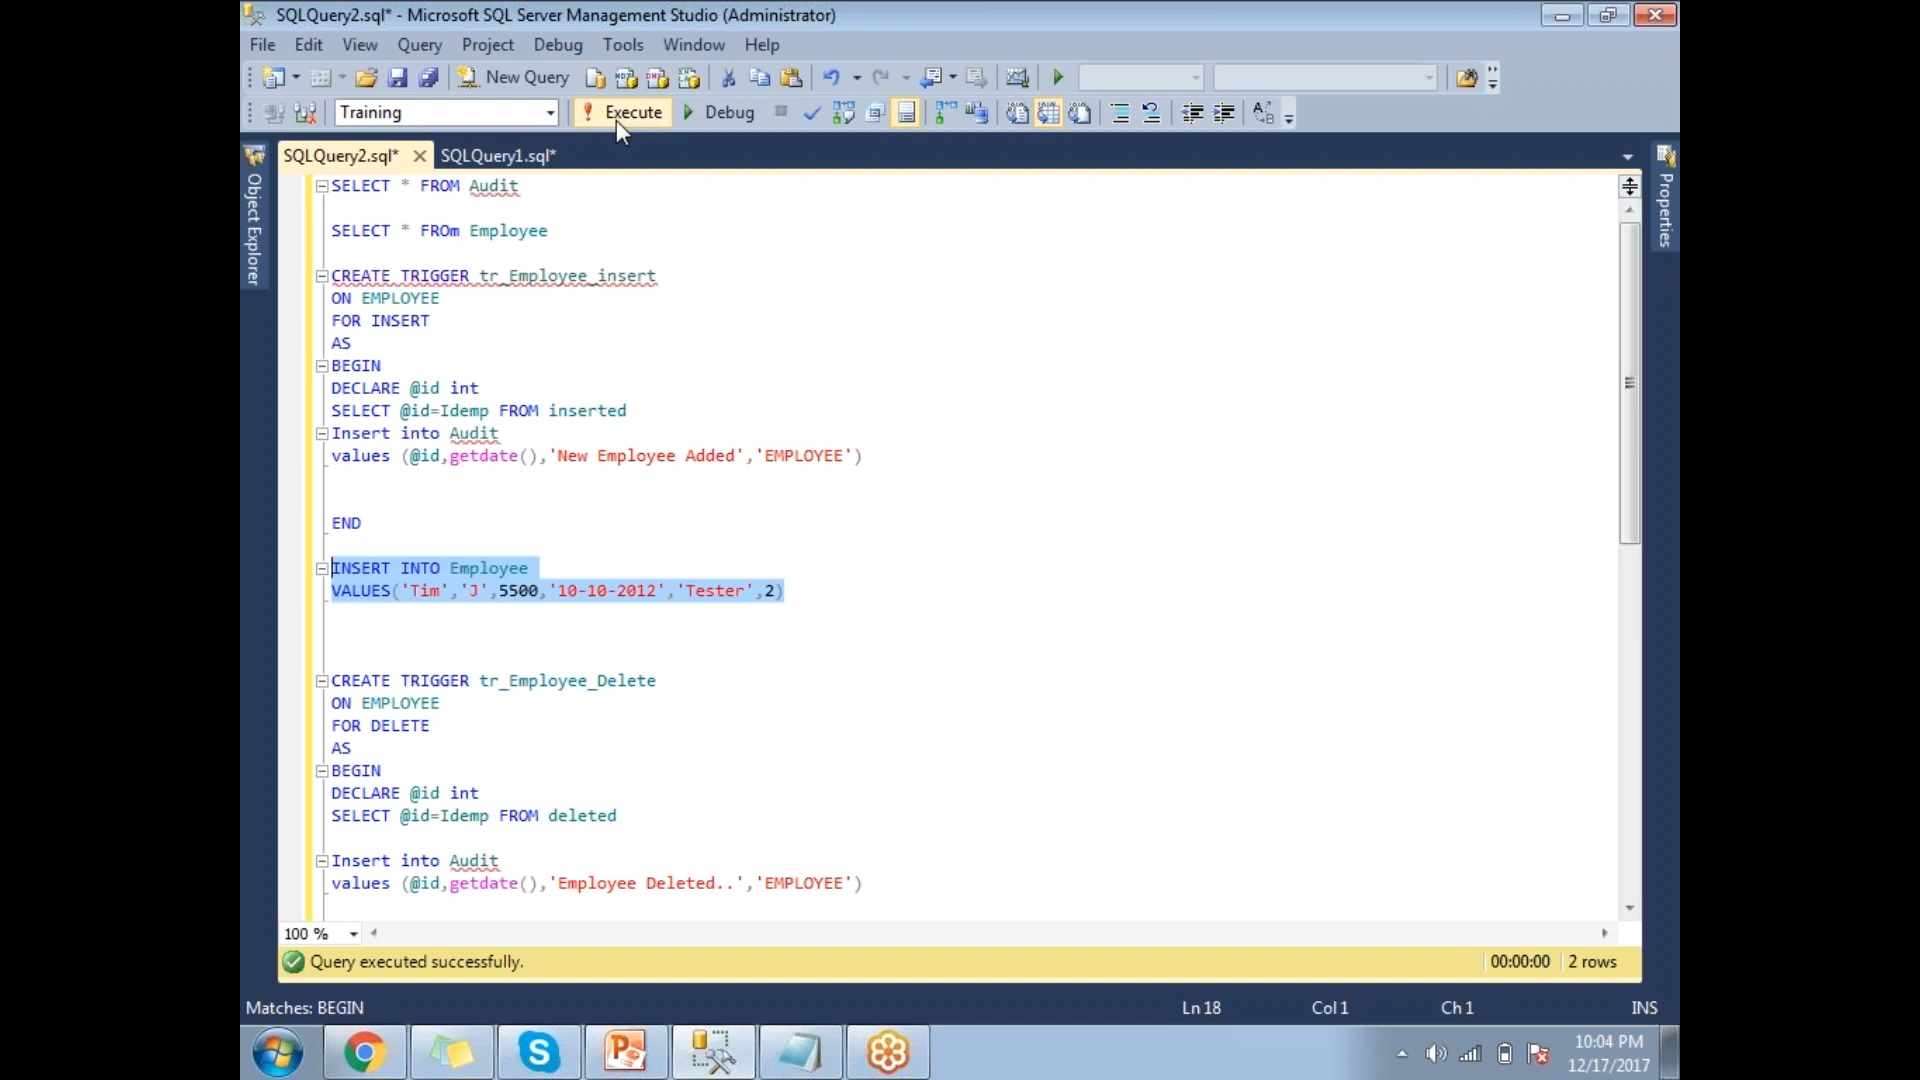 SQLQuery2.sql* - Microsoft SQL Server Management Studio (Administrator)
File Edit View Query Project Debug Tools Window Help
New Query
Training Execute Debug
SQLQuery2.sql* SQLQuery1.sql*
Object Explorer
Properties
SELECT * FROM Audit
SELECT * FROm Employee
CREATE TRIGGER tr_Employee_insert
ON EMPLOYEE
FOR INSERT
AS
BEGIN
DECLARE @id int
SELECT @id=Idemp FROM inserted
Insert into Audit
values (@id,getdate(),'New Employee Added','EMPLOYEE')
END
INSERT INTO Employee
VALUES('Tim','J',5500,'10-10-2012','Tester',2)
CREATE TRIGGER tr_Employee_Delete
ON EMPLOYEE
FOR DELETE
AS
BEGIN
DECLARE @id int
SELECT @id=Idemp FROM deleted
Insert into Audit
values (@id,getdate(),'Employee Deleted..','EMPLOYEE')
100 %
Query executed successfully. 00:00:00 2 rows
Matches: BEGIN Ln 18 Col 1 Ch 1 INS
10:04 PM
12/17/2017